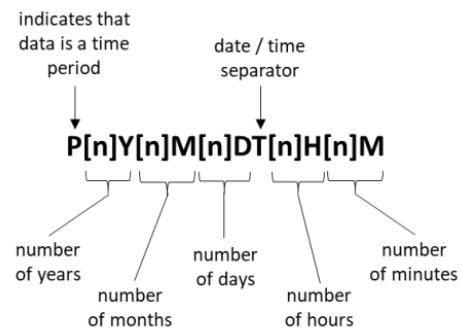 indicates that
data is a time
period
date / time
separator
P[n]Y[n]M[n]DT[n]H[n]M
number
of years
number
of months
number
of days
number
of hours
number
of minutes